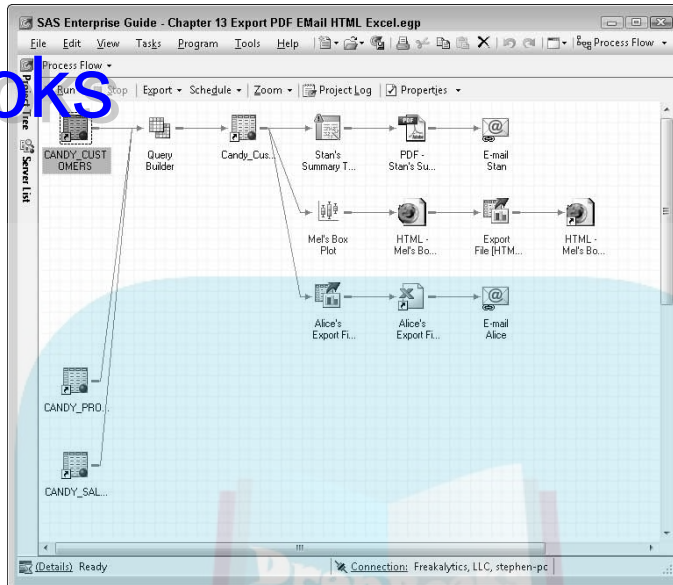 SAS Enterprise Guide - Chapter 13 Export PDF EMail HTML Excel.egp
File Edit View Tasks Program Tools Help Process Flow
Process Flow
oks
Run Stop Export Schedule Zoom Project Log Properties
Project Tree
Server List
CANDY_CUST
OMERS
Query
Builder
Candy_Cus...
Stan's
Summary T...
PDF -
Stan's Su...
E-mail
Stan
Mel's Box
Plot
HTML -
Mel's Bo...
Export
File [HTM...
HTML -
Mel's Bo...
Alice's
Export Fi...
Alice's
Export Fi...
E-mail
Alice
CANDY_PRO...
CANDY_SAL...
(Details) Ready
Connection: Freakalytics, LLC, stephen-pc